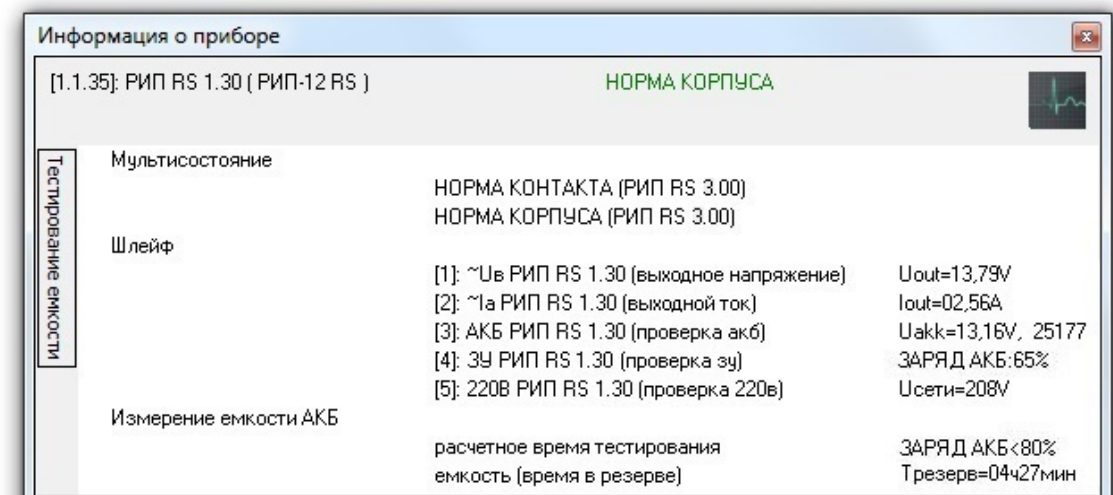 Информация о приборе
[1.1.35]: РИП RS 1.30 ( РИП-12 RS ) НОРМА КОРПУСА
Тестирование емкости
Мультисостояние
НОРМА КОНТАКТА (РИП RS 3.00)
НОРМА КОРПУСА (РИП RS 3.00)
Шлейф
[1]: ~Uв РИП RS 1.30 (выходное напряжение) Uout=13,79V
[2]: ~Iа РИП RS 1.30 (выходной ток) Iout=02,56A
[3]: АКБ РИП RS 1.30 (проверка акб) Uakk=13,16V, 25177
[4]: ЗУ РИП RS 1.30 (проверка зу) ЗАРЯД АКБ:65%
[5]: 220В РИП RS 1.30 (проверка 220в) Uсети=208V
Измерение емкости АКБ
расчетное время тестирования ЗАРЯД АКБ<80%
емкость (время в резерве) Tрезерв=04ч27мин